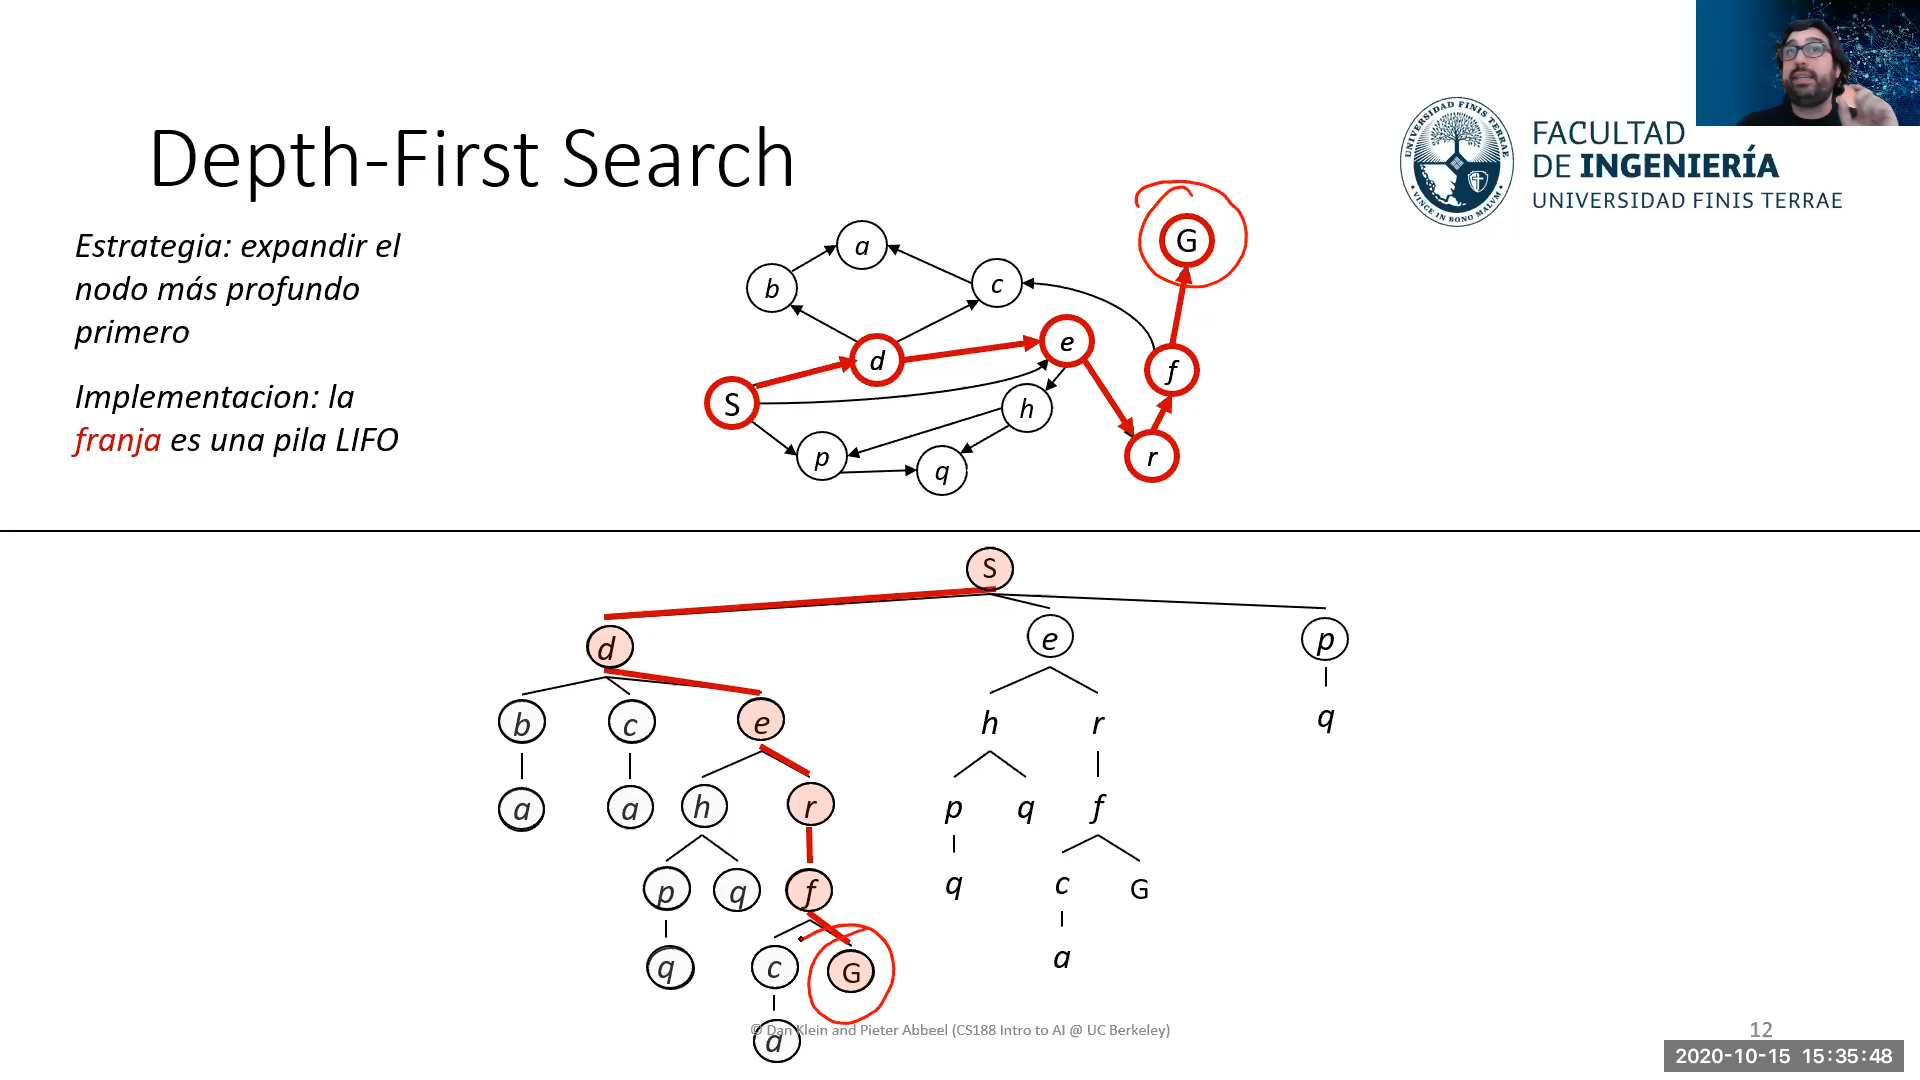 Depth-First Search
UNIVERSIDAD FINIS TERRAE
VINCE IN BONO MALVM
FACULTAD
DE INGENIERÍA
UNIVERSIDAD FINIS TERRAE
Estrategia: expandir el
nodo más profundo
primero
Implementacion: la
franja es una pila LIFO
G
a
b
c
e
d
f
S
h
p
q
r
S
d
e
p
b
c
e
h
r
q
a
a
h
r
p
q
f
p
q
f
q
c
G
q
c
G
a
a
© Dan Klein and Pieter Abbeel (CS188 Intro to AI @ UC Berkeley)
12
2020-10-15 15:35:48